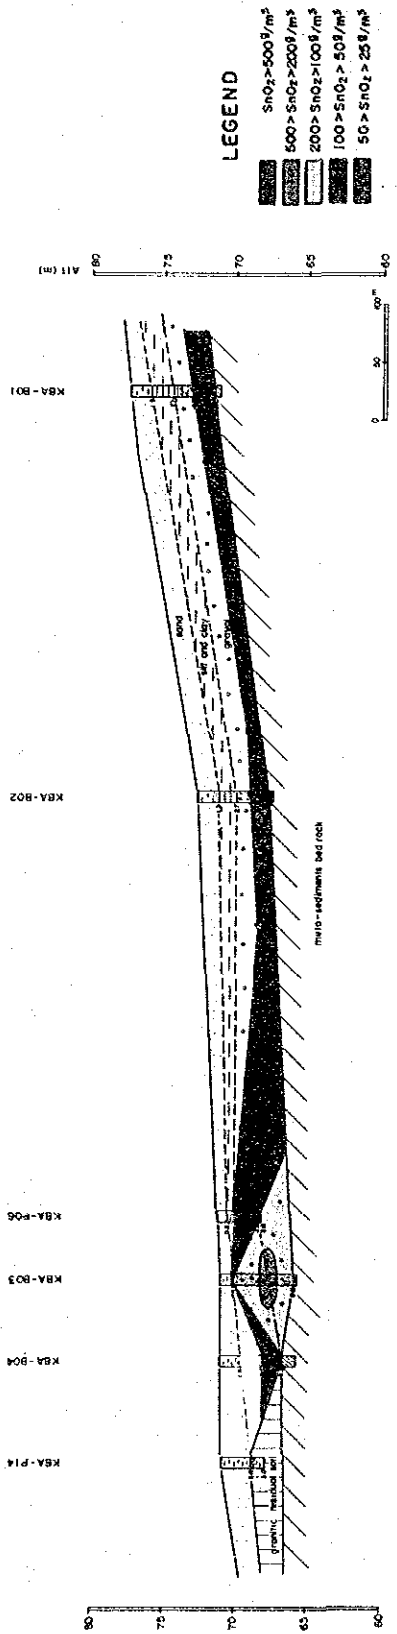 LEGEND
SnO₂>500g/m³
500>SnO₂>200g/m³
200>SnO₂>100g/m³
100>SnO₂>50g/m³
50>SnO₂>25g/m³
KBA-P14
KBA-B04
KBA-B03
KBA-P06
KBA-B02
KBA-B01
Alt (m)
80
75
70
65
60
80
75
70
65
60
sand
silt and clay
gravel
granitic residual soil
meta-sediments bed rock
0
50
100m